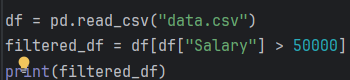 df = pd.read_csv("data.csv")
filtered_df = df[df["Salary"] > 50000]
print(filtered_df)